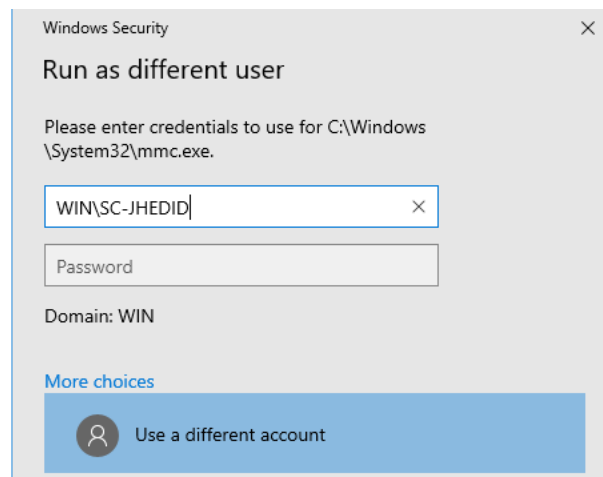 Windows Security
Run as different user
Please enter credentials to use for C:\Windows
\System32\mmc.exe.
WIN\SC-JHEDID
Password
Domain: WIN
More choices
Use a different account